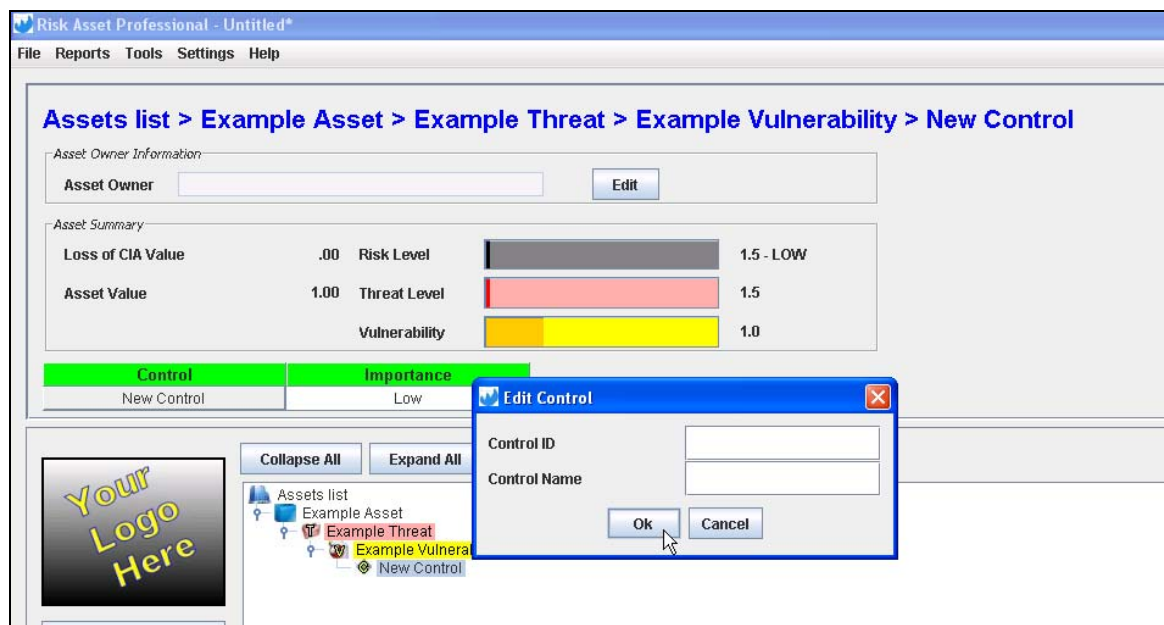 Risk Asset Professional - Untitled*
File Reports Tools Settings Help
Assets list > Example Asset > Example Threat > Example Vulnerability > New Control
Asset Owner Information
Asset Owner Edit
Asset Summary
Loss of CIA Value .00 Risk Level 1.5 - LOW
Asset Value 1.00 Threat Level 1.5
Vulnerability 1.0
Control Importance
New Control Low
Edit Control
Control ID
Control Name
Ok Cancel
Collapse All Expand All
Your
Logo
Here
Assets list
Example Asset
Example Threat
Example Vulneral
New Control